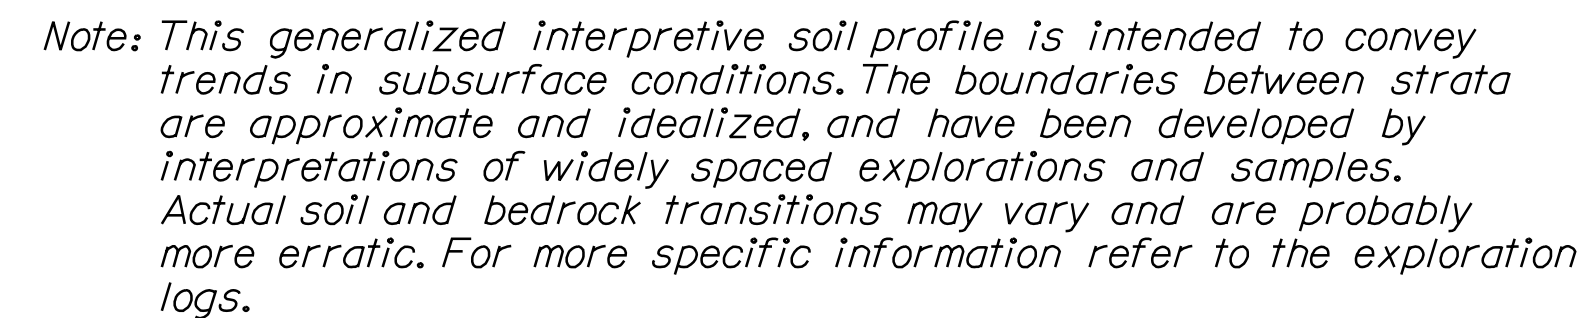 Note: This generalized interpretive soil profile is intended to convey
trends in subsurface conditions. The boundaries between strata
are approximate and idealized, and have been developed by
interpretations of widely spaced explorations and samples.
Actual soil and bedrock transitions may vary and are probably
more erratic. For more specific information refer to the exploration
logs.